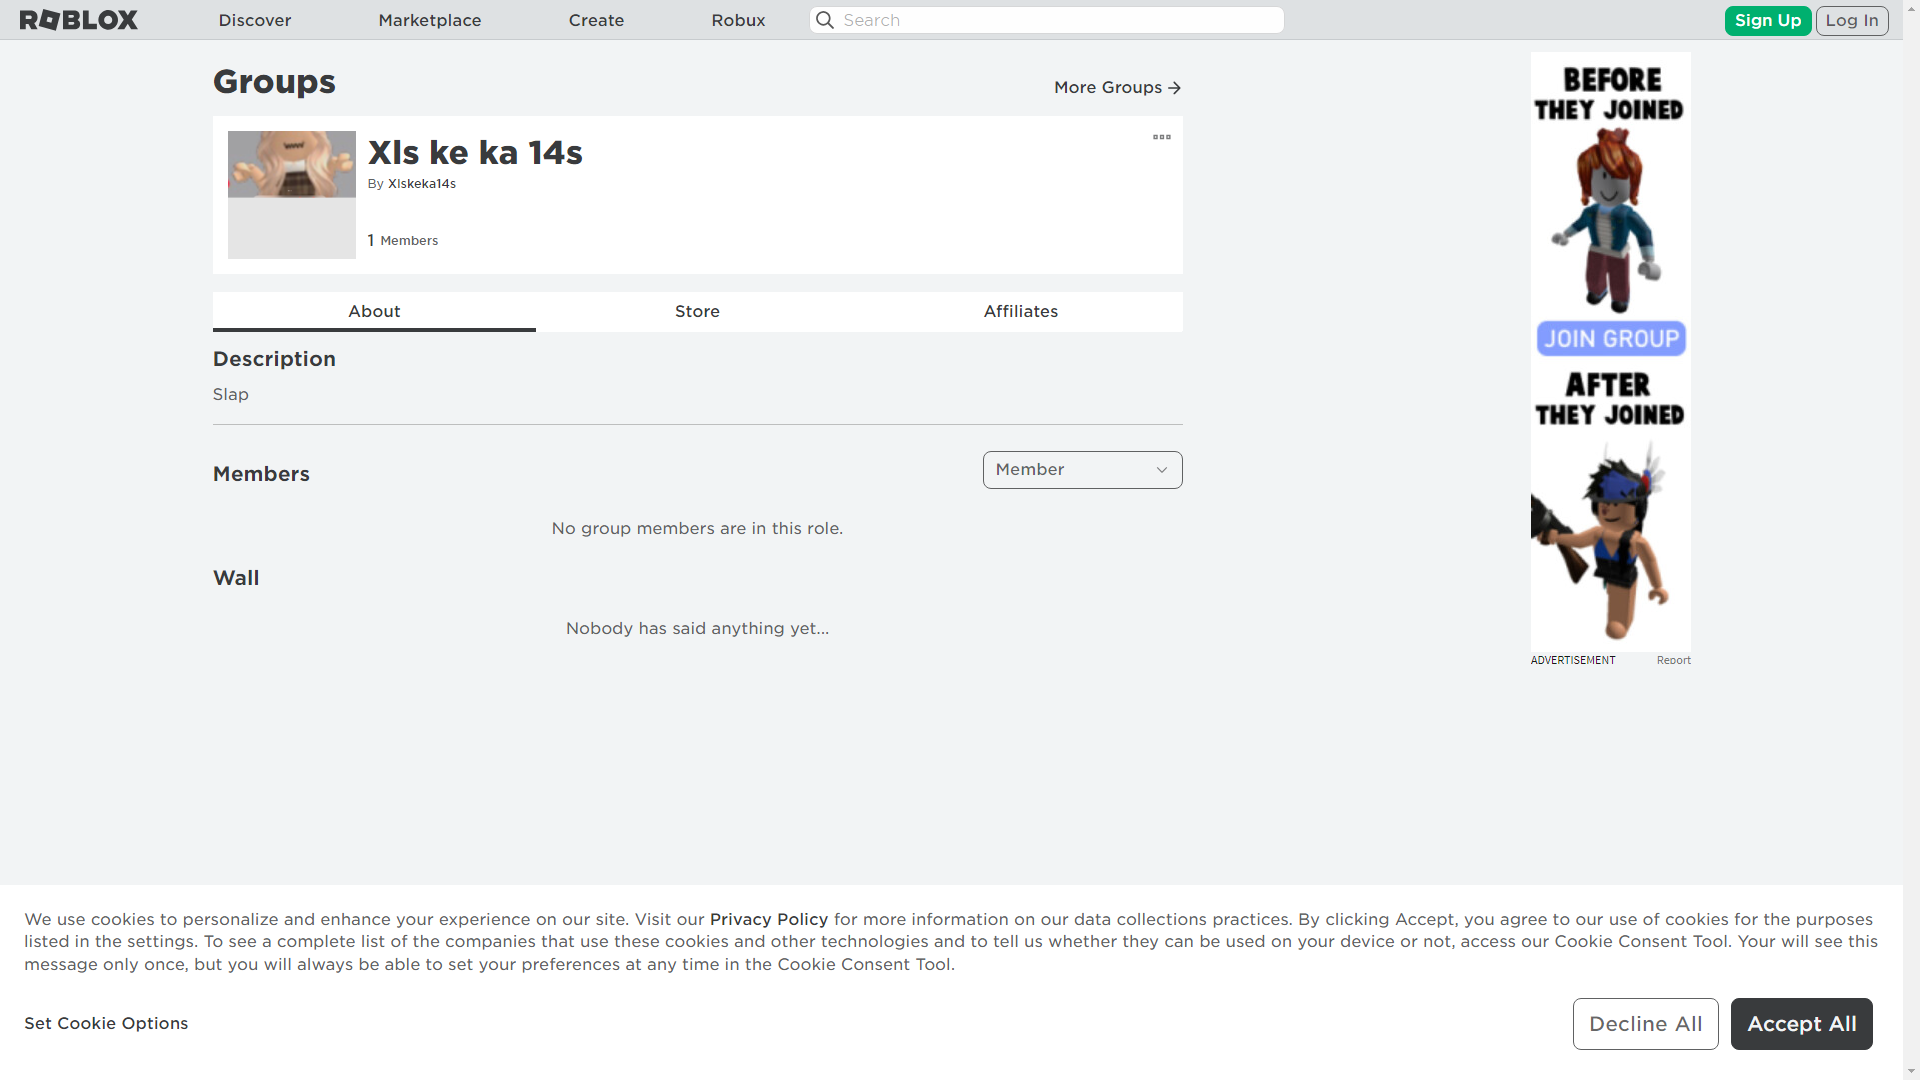 ROBLOX
Discover
Marketplace
Create
Robux
Search
Sign Up
Log In
Groups
More Groups
Xls ke ka 14s
By Xlskeka14s
1 Members
About
Store
Affiliates
Description
Slap
Members
Member
No group members are in this role.
Wall
Nobody has said anything yet...
BEFORE
THEY JOINED
JOIN GROUP
AFTER
THEY JOINED
ADVERTISEMENT
Report
We use cookies to personalize and enhance your experience on our site. Visit our Privacy Policy for more information on our data collections practices. By clicking Accept, you agree to our use of cookies for the purposes
listed in the settings. To see a complete list of the companies that use these cookies and other technologies and to tell us whether they can be used on your device or not, access our Cookie Consent Tool. Your will see this
message only once, but you will always be able to set your preferences at any time in the Cookie Consent Tool.
Set Cookie Options
Decline All
Accept All